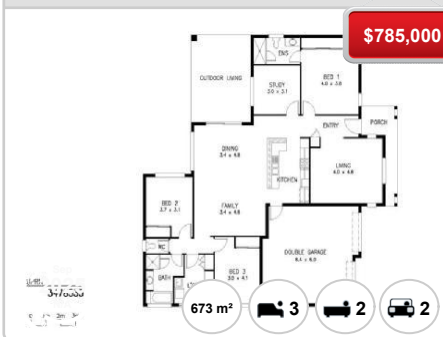 $785,000
ENS
OUTDOOR LIVING
STUDY
3.0 x 3.1
BED 1
4.0 x 3.8
ENTRY
PORCH
DINING
3.4 x 4.8
KITCHEN
LIVING
4.0 x 4.8
BED 2
3.7 x 3.1
FAMILY
3.4 x 4.8
WC
BATH
BED 3
3.0 x 4.1
DOUBLE GARAGE
6.4 x 6.0
673 m²
3
2
2